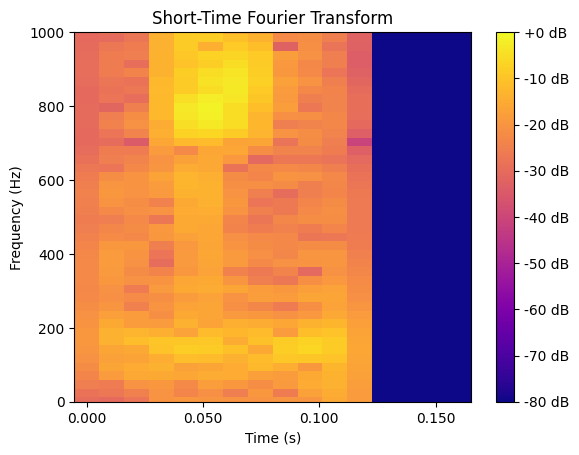 Short-Time Fourier Transform
Frequency (Hz)
1000
800
600
400
200
0
0.000
0.050
0.100
0.150
Time (s)
+0 dB
-10 dB
-20 dB
-30 dB
-40 dB
-50 dB
-60 dB
-70 dB
-80 dB